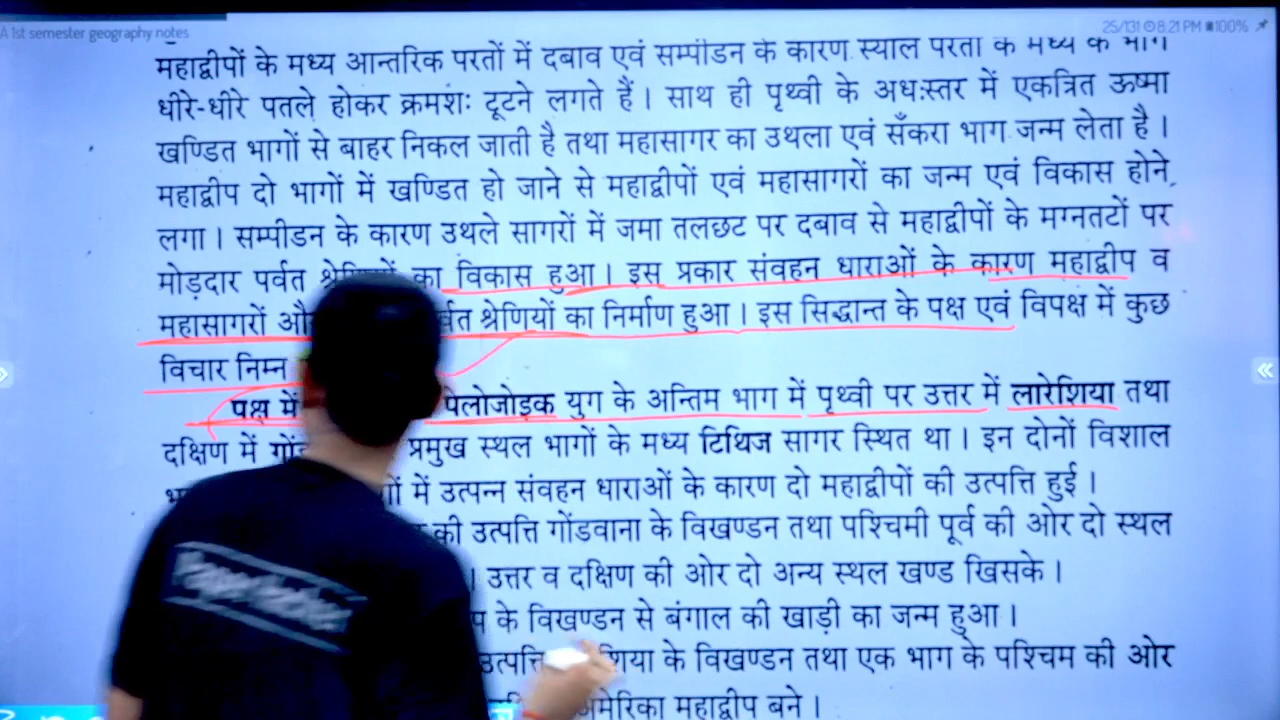 A 1st semester geography notes
25/131 8:21 PM 100%
महाद्वीपों के मध्य आन्तरिक परतों में दबाव एवं सम्पीडन के कारण स्याल परतों के मध्य के भाग
धीरे-धीरे पतले होकर क्रमशः टूटने लगते हैं । साथ ही पृथ्वी के अधःस्तर में एकत्रित ऊष्मा
खण्डित भागों से बाहर निकल जाती है तथा महासागर का उथला एवं सँकरा भाग जन्म लेता है ।
महाद्वीप दो भागों में खण्डित हो जाने से महाद्वीपों एवं महासागरों का जन्म एवं विकास होने
लगा । सम्पीडन के कारण उथले सागरों में जमा तलछट पर दबाव से महाद्वीपों के मग्नतटों पर
मोड़दार पर्वत श्रेणियों का विकास हुआ । इस प्रकार संवहन धाराओं के कारण महाद्वीप व
महासागरों श्रेणियों का निर्माण हुआ । इस सिद्धान्त के पक्ष एवं विपक्ष में कुछ
विचार निम्न
पक्ष में पेलोजोइक युग के अन्तिम भाग में पृथ्वी पर उत्तर में लारेशिया तथा
दक्षिण में प्रमुख स्थल भागों के मध्य टिथिज सागर स्थित था । इन दोनों विशाल
में उत्पन्न संवहन धाराओं के कारण दो महाद्वीपों की उत्पत्ति हुई ।
की उत्पत्ति गोंडवाना के विखण्डन तथा पश्चिमी पूर्व की ओर दो स्थल
। उत्तर व दक्षिण की ओर दो अन्य स्थल खण्ड खिसके ।
के विखण्डन से बंगाल की खाड़ी का जन्म हुआ ।
उत्पत्ति के विखण्डन तथा एक भाग के पश्चिम की ओर
महाद्वीप बने ।